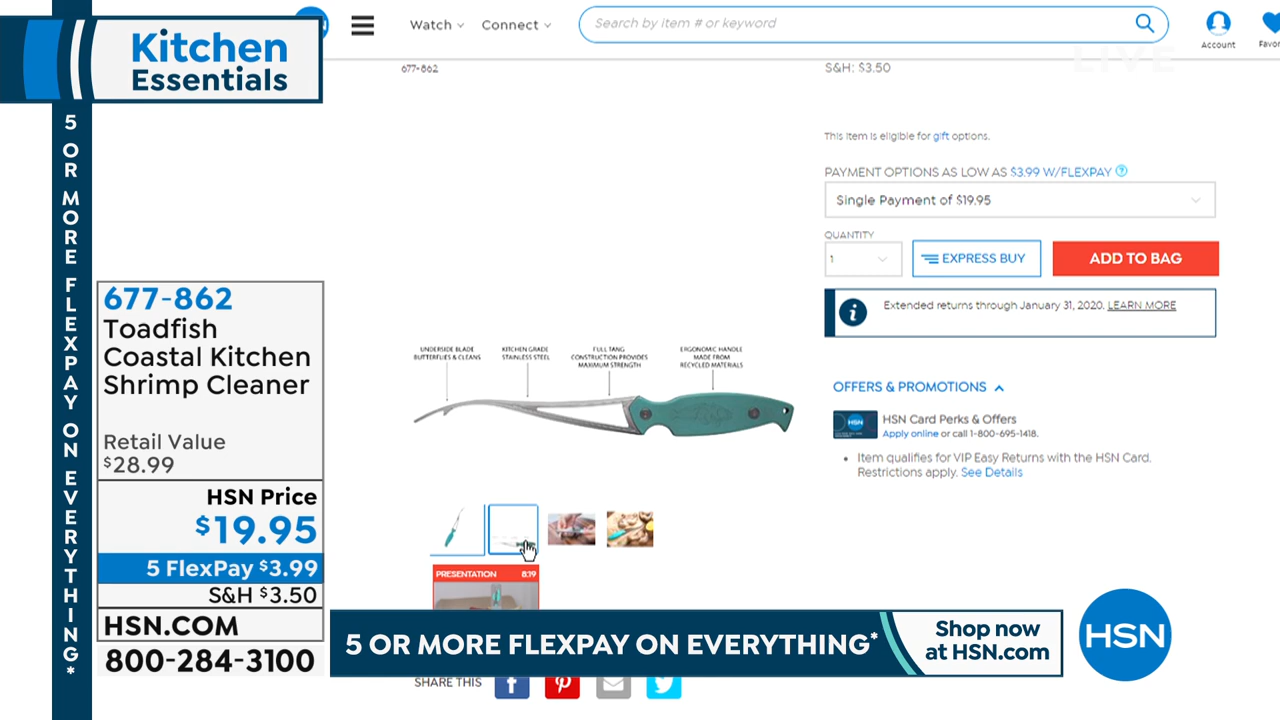 Kitchen
Essentials
5 OR MORE FLEXPAY ON EVERYTHING*
677-862
Toadfish
Coastal Kitchen
Shrimp Cleaner
Retail Value
$28.99
HSN Price
$19.95
5 FlexPay $3.99
S&H $3.50
HSN.COM
800-284-3100
Watch
Connect
Search by item # or keyword
Account
LIVE
677-862
S&H: $3.50
This item is eligible for gift options.
PAYMENT OPTIONS AS LOW AS $3.99 W/FLEXPAY ?
Single Payment of $19.95
QUANTITY
1
EXPRESS BUY
ADD TO BAG
i
Extended returns through January 31, 2020. LEARN MORE
UNDERSIDE BLADE
BUTTERFLIES & CLEANS
KITCHEN GRADE
STAINLESS STEEL
FULL TANG
CONSTRUCTION PROVIDES
MAXIMUM STRENGTH
ERGONOMIC HANDLE
MADE FROM
RECYCLED MATERIALS
OFFERS & PROMOTIONS
HSN
HSN Card Perks & Offers
Apply online or call 1-800-695-1418.
Item qualifies for VIP Easy Returns with the HSN Card.
Restrictions apply. See Details
PRESENTATION 8:19
5 OR MORE FLEXPAY ON EVERYTHING*
Shop now
at HSN.com
HSN
SHARE THIS